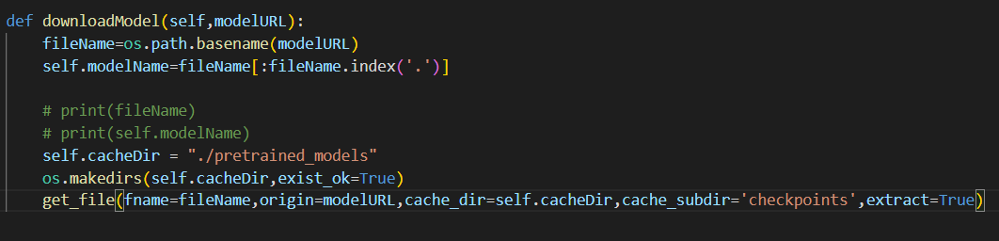 def downloadModel(self,modelURL):
    fileName=os.path.basename(modelURL)
    self.modelName=fileName[:fileName.index('.')]
    # print(fileName)
    # print(self.modelName)
    self.cacheDir = "./pretrained_models"
    os.makedirs(self.cacheDir,exist_ok=True)
    get_file(fname=fileName,origin=modelURL,cache_dir=self.cacheDir,cache_subdir='checkpoints',extract=True)